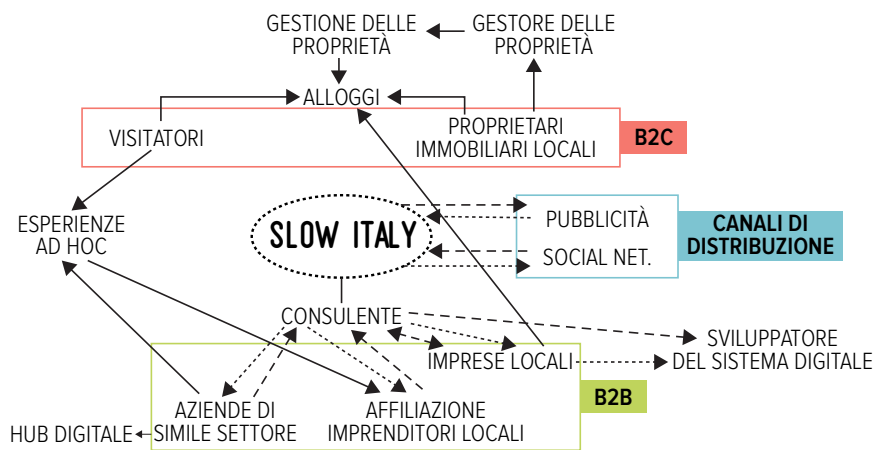 GESTIONE DELLE
PROPRIETÀ
GESTORE DELLE
PROPRIETÀ
ALLOGGI
VISITATORI
PROPRIETARI
IMMOBILIARI LOCALI
B2C
ESPERIENZE
AD HOC
SLOW ITALY
PUBBLICITÀ
SOCIAL NET.
CANALI DI
DISTRIBUZIONE
CONSULENTE
IMPRESE LOCALI
SVILUPPATORE
DEL SISTEMA DIGITALE
B2B
AZIENDE DI
SIMILE SETTORE
AFFILIAZIONE
IMPRENDITORI LOCALI
HUB DIGITALE